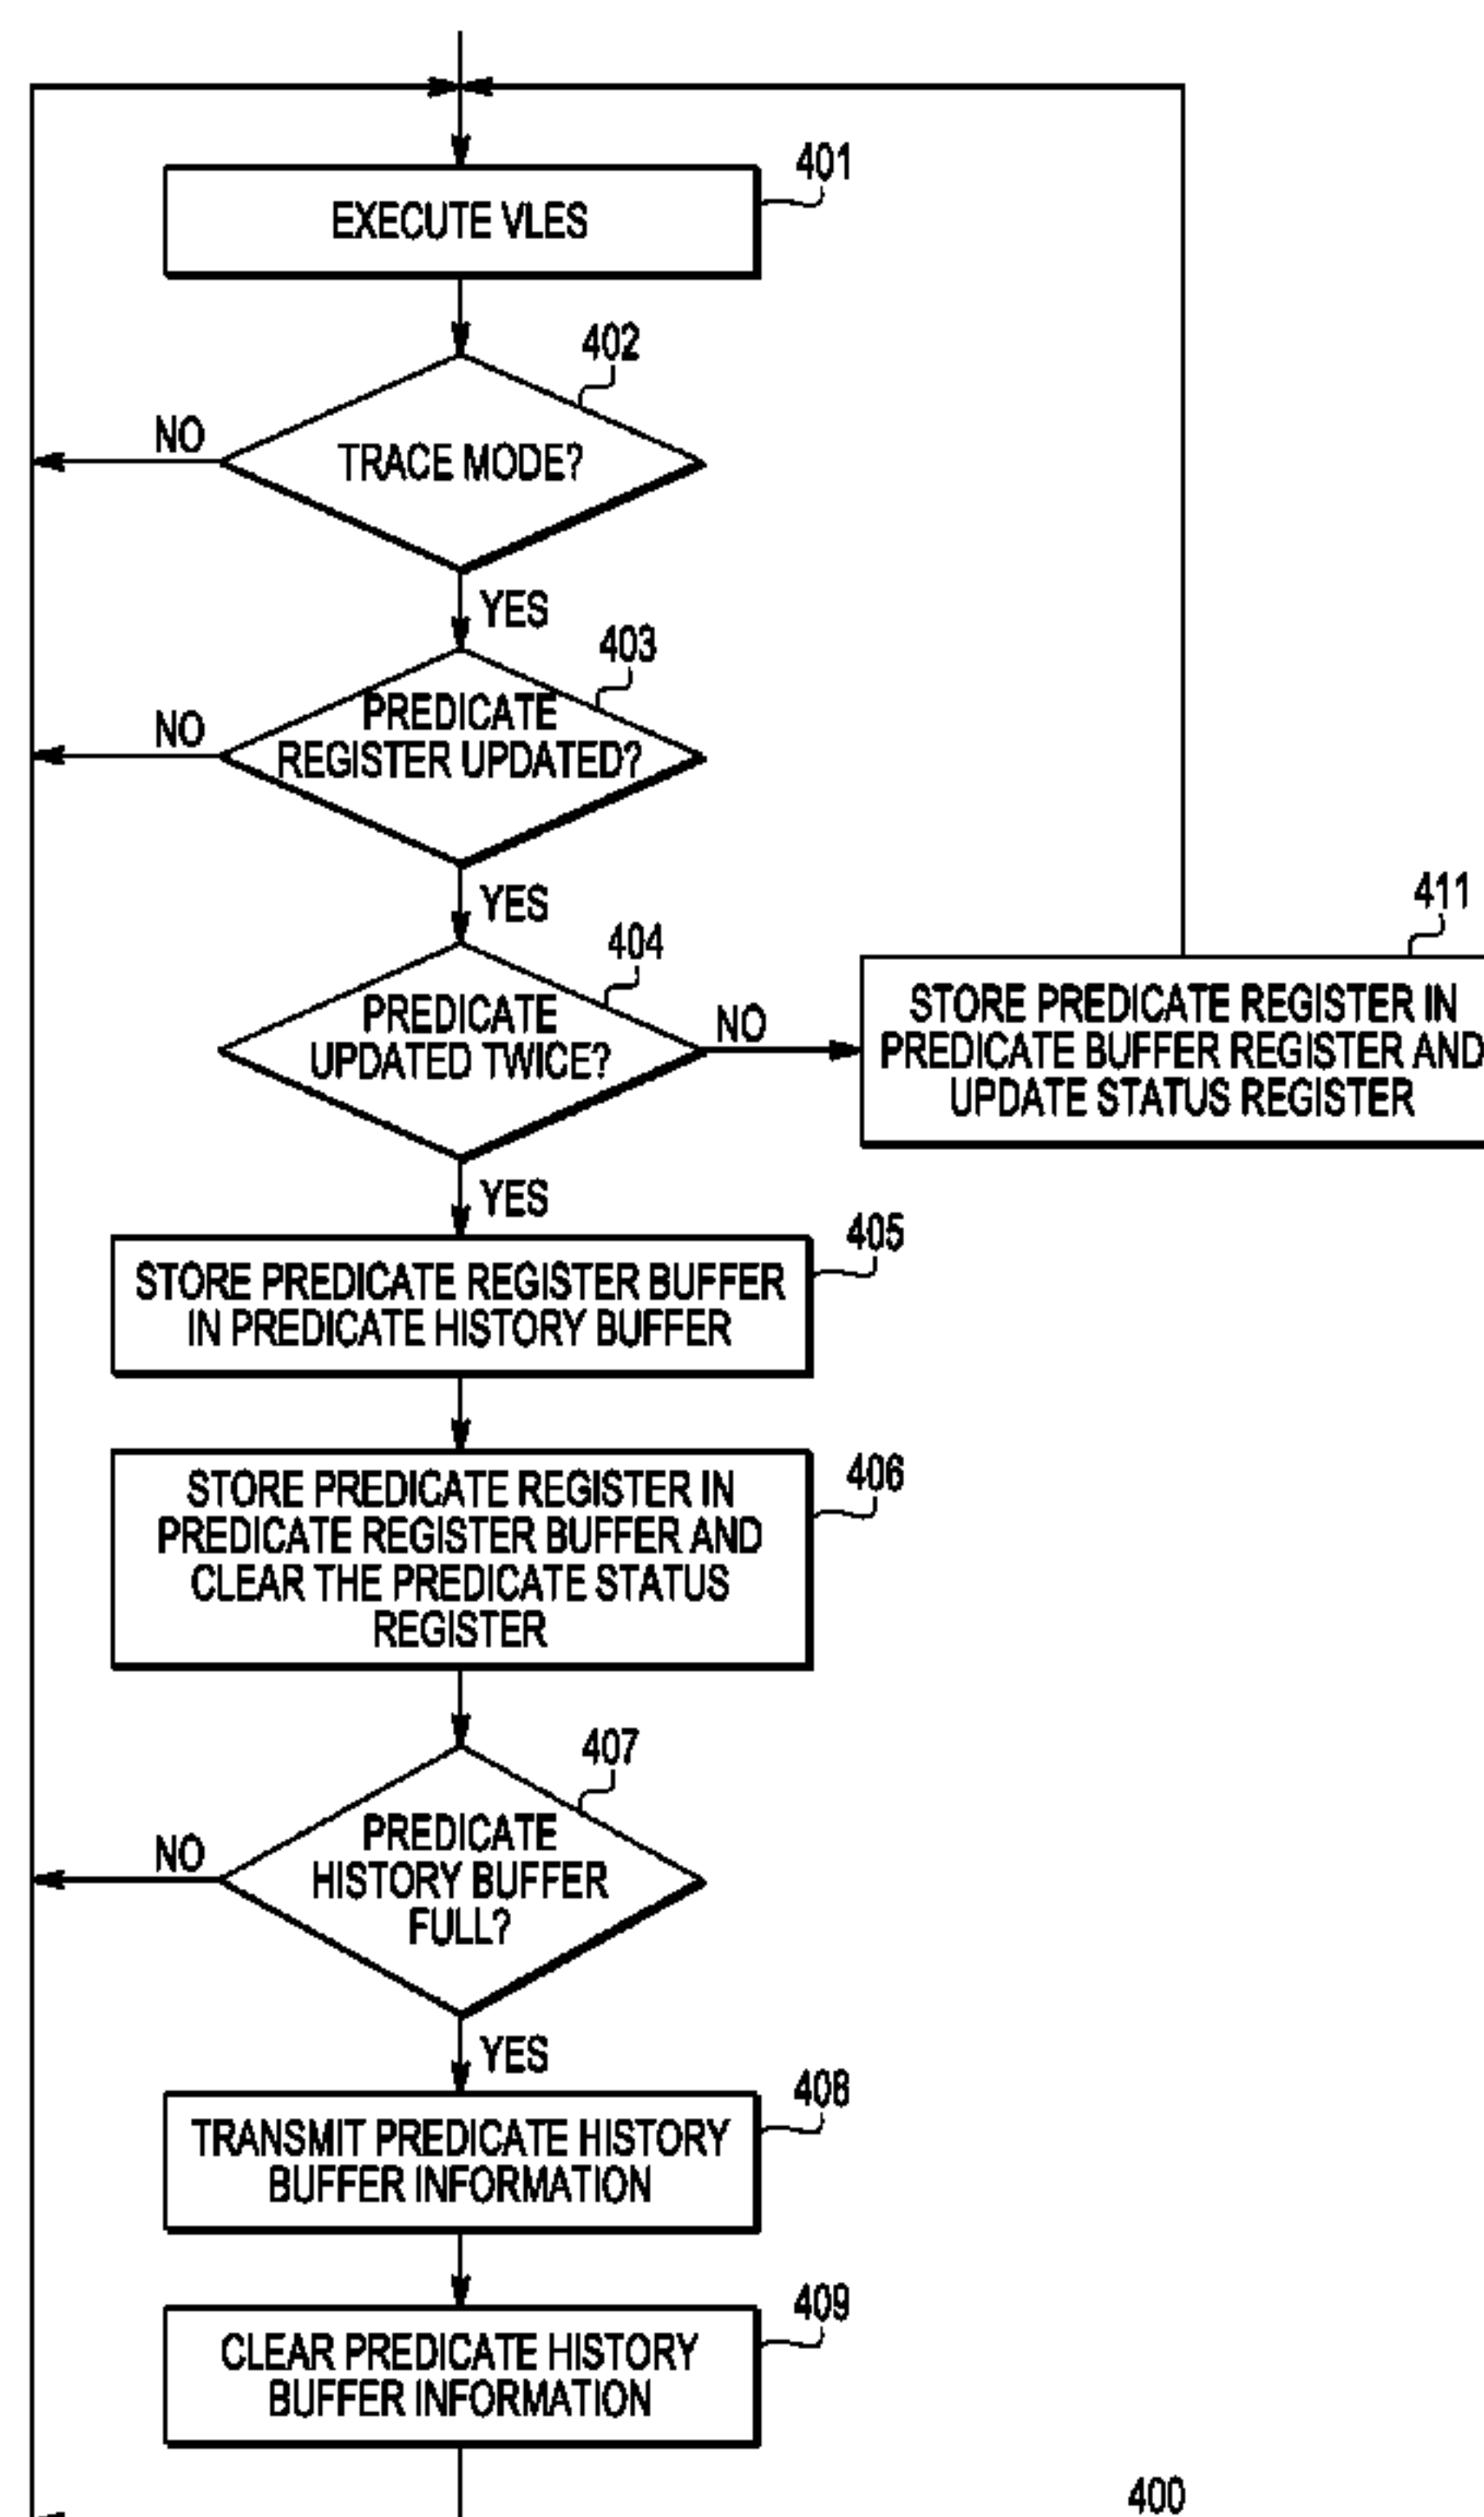 401
EXECUTE VLES
402
TRACE MODE?
NO
YES
403
PREDICATE
REGISTER UPDATED?
NO
YES
404
PREDICATE
UPDATED TWICE?
NO
411
STORE PREDICATE REGISTER IN
PREDICATE BUFFER REGISTER AND
UPDATE STATUS REGISTER
YES
405
STORE PREDICATE REGISTER BUFFER
IN PREDICATE HISTORY BUFFER
406
STORE PREDICATE REGISTER IN
PREDICATE REGISTER BUFFER AND
CLEAR THE PREDICATE STATUS
REGISTER
407
PREDICATE
HISTORY BUFFER
FULL?
NO
YES
408
TRANSMIT PREDICATE HISTORY
BUFFER INFORMATION
409
CLEAR PREDICATE HISTORY
BUFFER INFORMATION
400